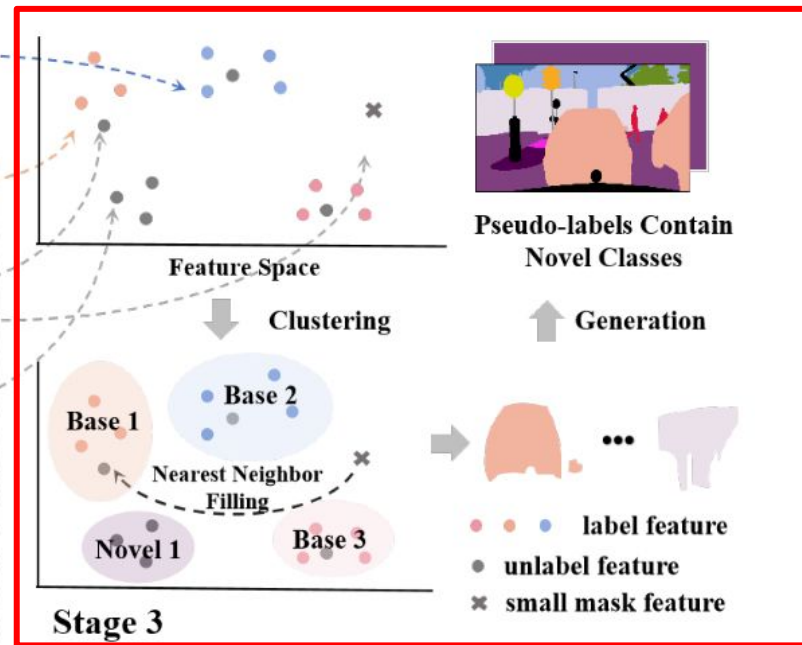 Feature Space
Pseudo-labels Contain
Novel Classes
Clustering
Generation
Base 1
Base 2
Nearest Neighbor
Filling
Novel 1
Base 3
label feature
unlabel feature
small mask feature
Stage 3